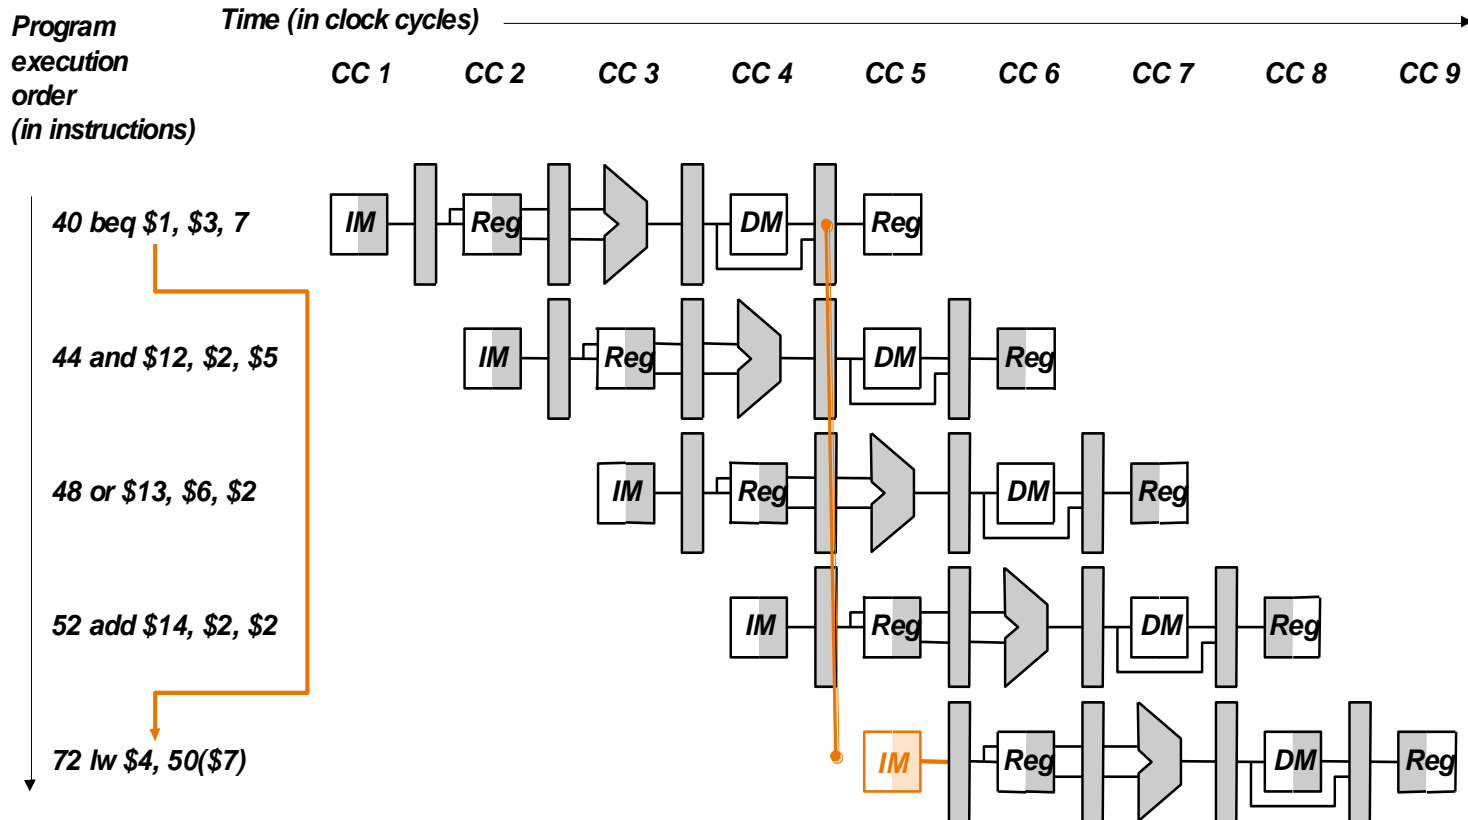 Time (in clock cycles)
Program
execution
order
(in instructions)
CC 1 CC 2 CC 3 CC 4 CC 5 CC 6 CC 7 CC 8 CC 9
40 beq $1, $3, 7 IM Reg DM Reg
44 and $12, $2, $5 IM Reg DM Reg
48 or $13, $6, $2 IM Reg DM Reg
52 add $14, $2, $2 IM Reg DM Reg
72 lw $4, 50($7) IM Reg DM Reg